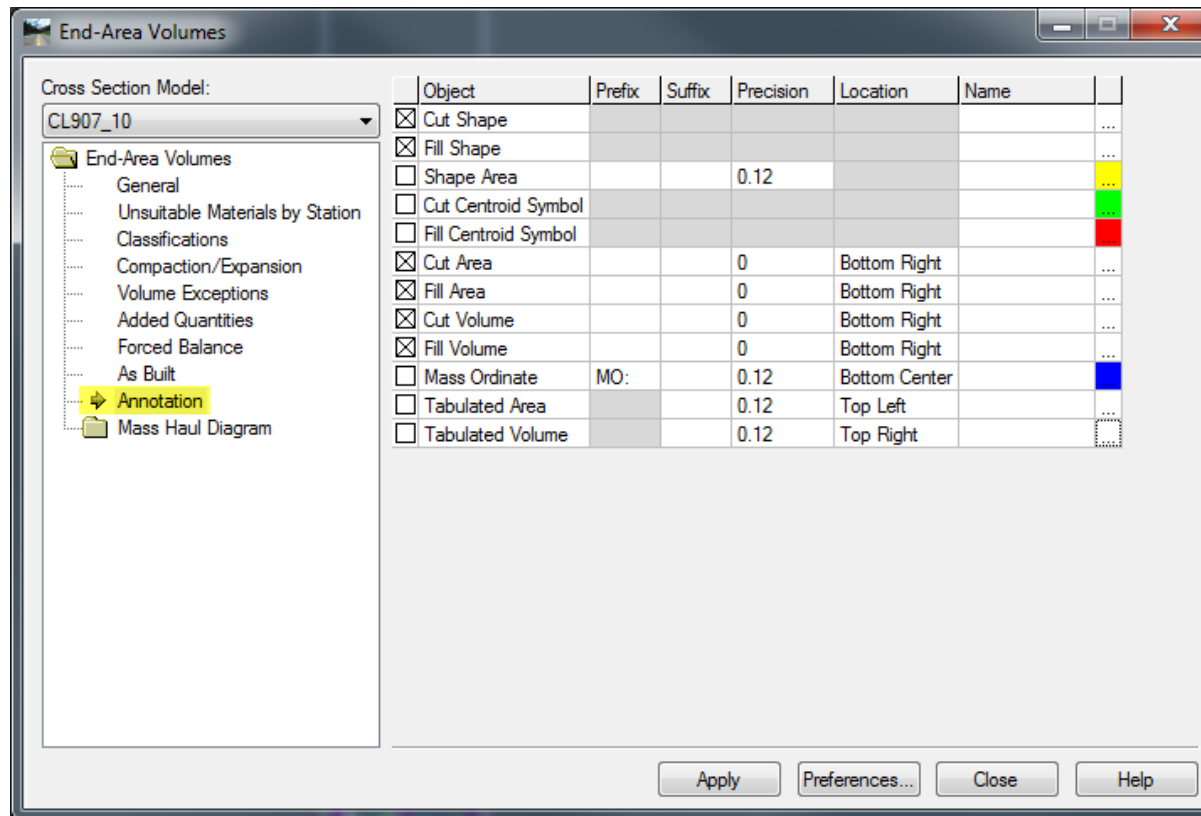 End-Area Volumes
Cross Section Model:
CL907_10
End-Area Volumes
General
Unsuitable Materials by Station
Classifications
Compaction/Expansion
Volume Exceptions
Added Quantities
Forced Balance
As Built
Annotation
Mass Haul Diagram
Object Prefix Suffix Precision Location Name
Cut Shape ...
Fill Shape ...
Shape Area 0.12 ...
Cut Centroid Symbol ...
Fill Centroid Symbol ...
Cut Area 0 Bottom Right ...
Fill Area 0 Bottom Right ...
Cut Volume 0 Bottom Right ...
Fill Volume 0 Bottom Right ...
Mass Ordinate MO: 0.12 Bottom Center ...
Tabulated Area 0.12 Top Left ...
Tabulated Volume 0.12 Top Right ...
Apply Preferences... Close Help